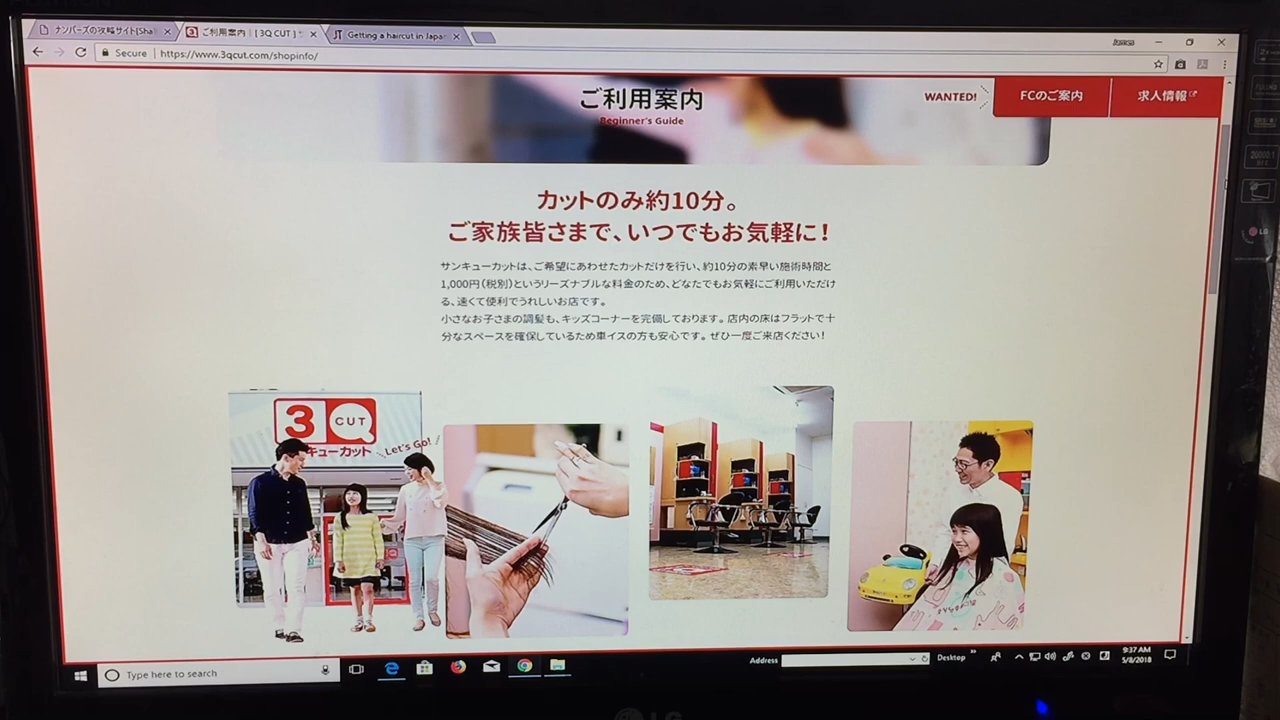 ナンバーズの攻略サイト[Sha
ご利用案内 | [ 3Q CUT ]
Getting a haircut in Japan
Secure
https://www.3qcut.com/shopinfo/
ご利用案内
Beginner's Guide
WANTED!
FCのご案内
求人情報
カットのみ約10分。
ご家族皆さまで、いつでもお気軽に!
サンキューカットは、ご希望にあわせたカットだけを行い、約10分の素早い施術時間と
1,000円(税別)というリーズナブルな料金のため、どなたでもお気軽にご利用いただけ
る、速くて便利でうれしいお店です。
小さなお子さまの調髪も、キッズコーナーを完備しております。店内の床はフラットで十
分なスペースを確保しているため車イスの方も安心です。ぜひ一度ご来店ください!
3
CUT
キューカット
Let's Go!
Type here to search
Address
Desktop
9:37 AM
5/8/2018
LG
LG